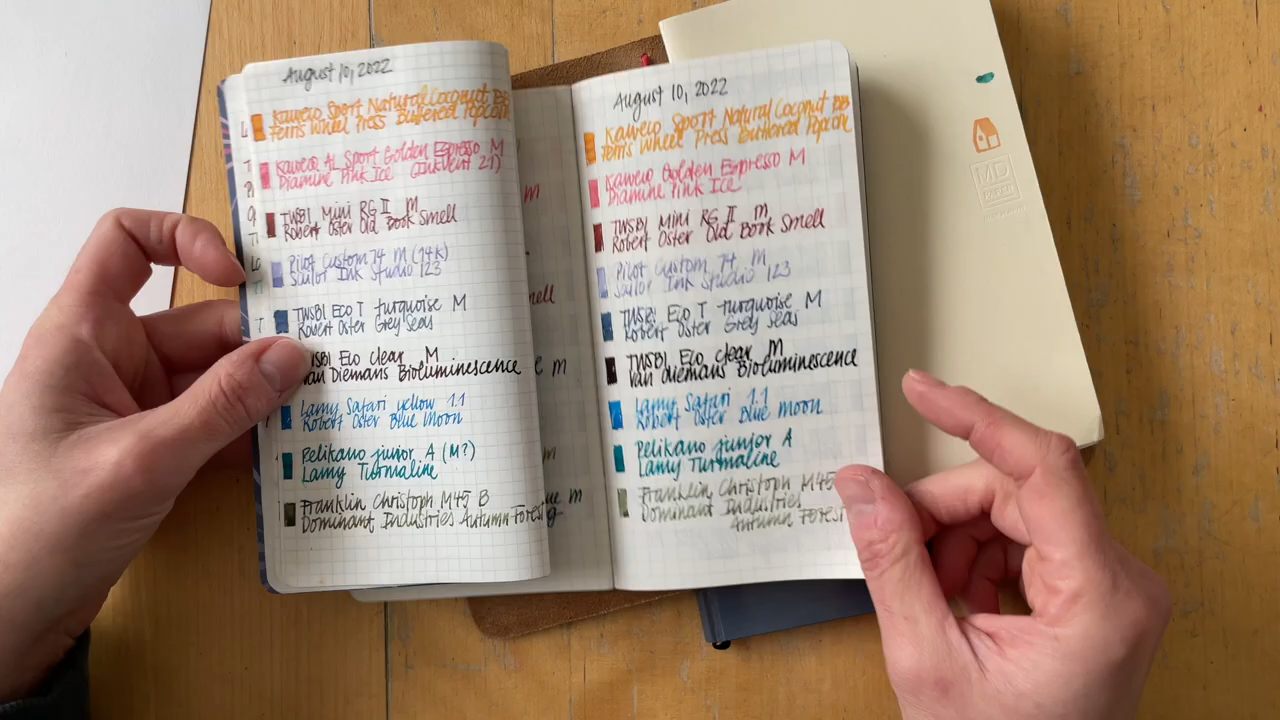 August 10, 2022
Kaweco Sport Natural Coconut BB
Ferris Wheel Press Buttered Popcorn
Kaweco Al Sport Golden Espresso M
Diamine Pink Ice (Inkvent 21)
TWSBI Mini RG II M
Robert Oster Old Book Smell
Pilot Custom 74 M (14K)
Sailor Ink Studio 123
TWSBI Eco T turquoise M
Robert Oster Grey Seas
TWSBI Eco clear M
Van Diemans Bioluminescence
Lamy Safari yellow 1.1
Robert Oster Blue Moon
Pelikano junior A (M?)
Lamy Turmaline
Franklin Christoph M45 B
Dominant Industries Autumn Forest
m
ell
e m
m
ue m
g
August 10, 2022
Kaweco Sport Natural Coconut BB
Ferris Wheel Press Buttered Popcorn
Kaweco Golden Espresso M
Diamine Pink Ice
TWSBI Mini RG II M
Robert Oster Old Book Smell
Pilot Custom 74 M
Sailor Ink Studio 123
TWSBI Eco T turquoise M
Robert Oster Grey Seas
TWSBI Eco clear M
Van Diemans Bioluminescence
Lamy Safari 1.1
Robert Oster Blue Moon
Pelikano junior A
Lamy Turmaline
Franklin Christoph M45
Dominant Industries
Autumn Forest
MD